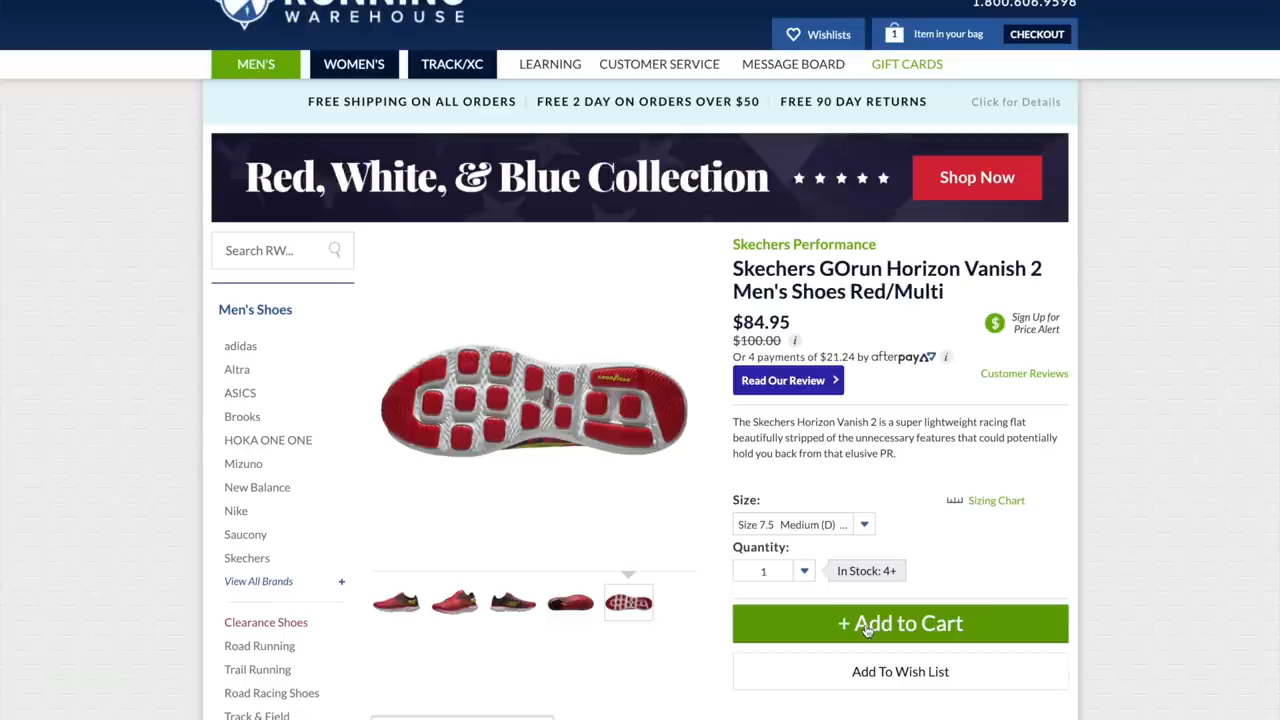 RUNNING
WAREHOUSE
1.800.606.9598
Wishlists
1
Item in your bag
CHECKOUT
MEN'S
WOMEN'S
TRACK/XC
LEARNING
CUSTOMER SERVICE
MESSAGE BOARD
GIFT CARDS
FREE SHIPPING ON ALL ORDERS
FREE 2 DAY ON ORDERS OVER $50
FREE 90 DAY RETURNS
Click for Details
Red, White, & Blue Collection
Shop Now
Search RW...
Men's Shoes
adidas
Altra
ASICS
Brooks
HOKA ONE ONE
Mizuno
New Balance
Nike
Saucony
Skechers
View All Brands +
Clearance Shoes
Road Running
Trail Running
Road Racing Shoes
Track & Field
GOODYEAR
Skechers Performance
Skechers GOrun Horizon Vanish 2
Men's Shoes Red/Multi
$84.95
$100.00 i
Sign Up for
Price Alert
$
Or 4 payments of $21.24 by afterpay i
Read Our Review >
Customer Reviews
The Skechers Horizon Vanish 2 is a super lightweight racing flat
beautifully stripped of the unnecessary features that could potentially
hold you back from that elusive PR.
Size:
Sizing Chart
Size 7.5 Medium (D) ...
Quantity:
1
In Stock: 4+
+ Add to Cart
Add To Wish List